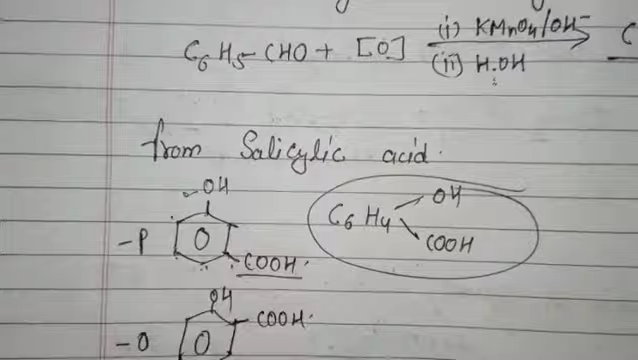 C6H5-CHO + [O] (i) KMnO4/OH- C
(ii) H.OH
from Salicylic acid.
-OH
C6H4 OH
COOH
-P COOH.
OH
COOH.
-O